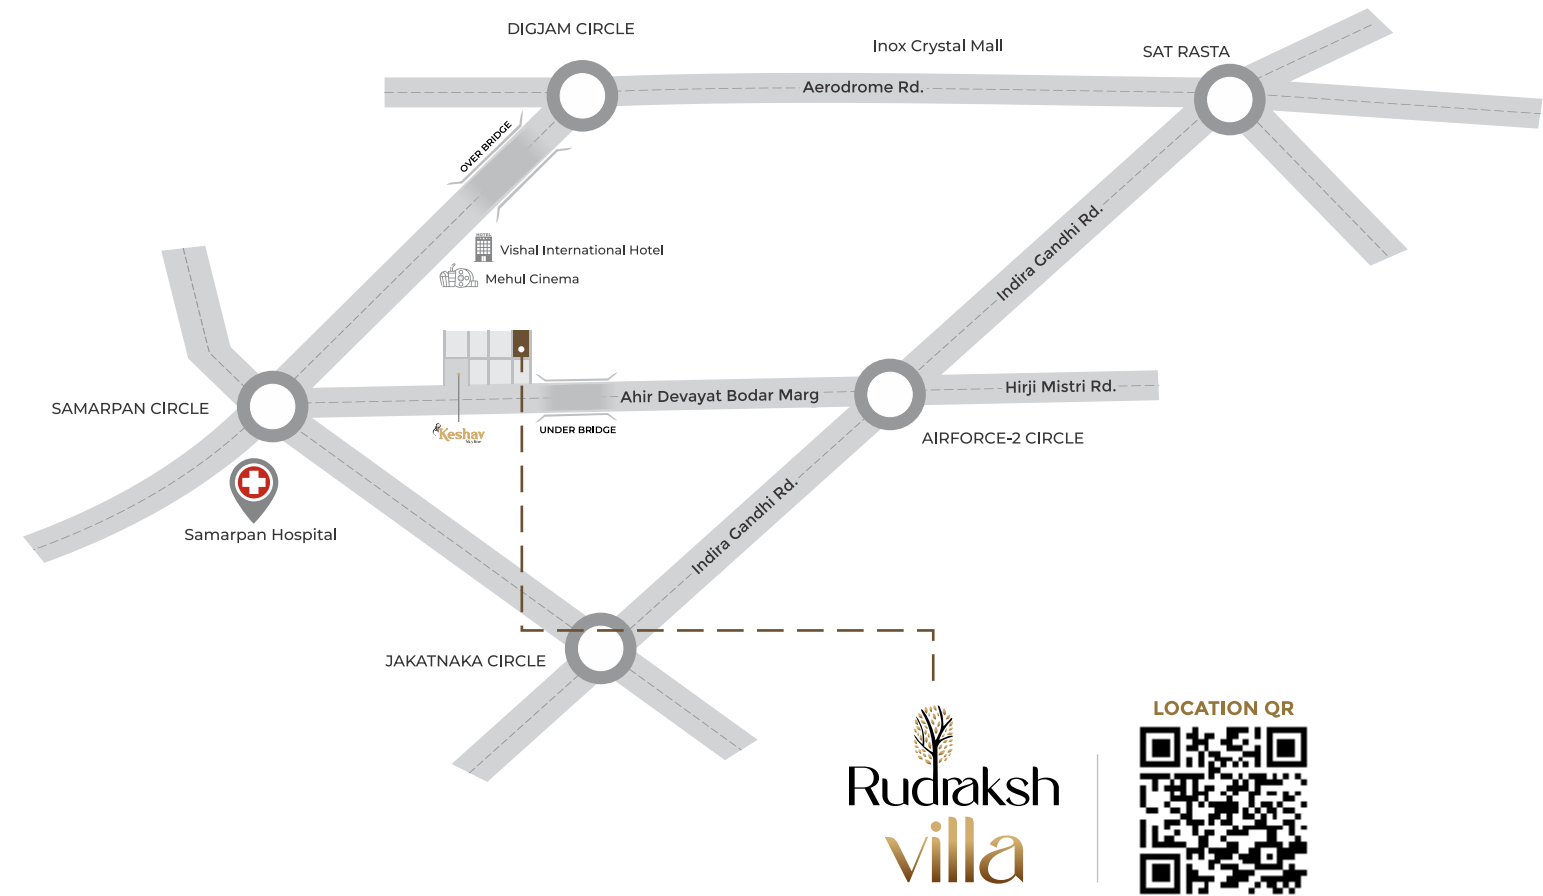 DIGJAM CIRCLE
Inox Crystal Mall
SAT RASTA
Aerodrome Rd.
OVER BRIDGE
Indira Gandhi Rd.
HOTEL
Vishal International Hotel
Mehul Cinema
SAMARPAN CIRCLE
Ahir Devayat Bodar Marg
Hirji Mistri Rd.
Keshav
Skyline
UNDER BRIDGE
AIRFORCE-2 CIRCLE
Indira Gandhi Rd.
Samarpan Hospital
JAKATNAKA CIRCLE
LOCATION QR
Rudraksh
villa